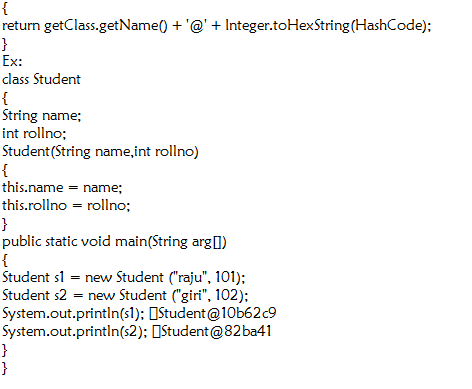 {
return getClass.getName() + '@' + Integer.toHexString(HashCode);
}
Ex:
class Student
{
String name;
int rollno;
Student(String name,int rollno)
{
this.name = name;
this.rollno = rollno;
}
public static void main(String arg[])
{
Student s1 = new Student ("raju", 101);
Student s2 = new Student ("giri", 102);
System.out.println(s1); []Student@10b62c9
System.out.println(s2); []Student@82ba41
}
}